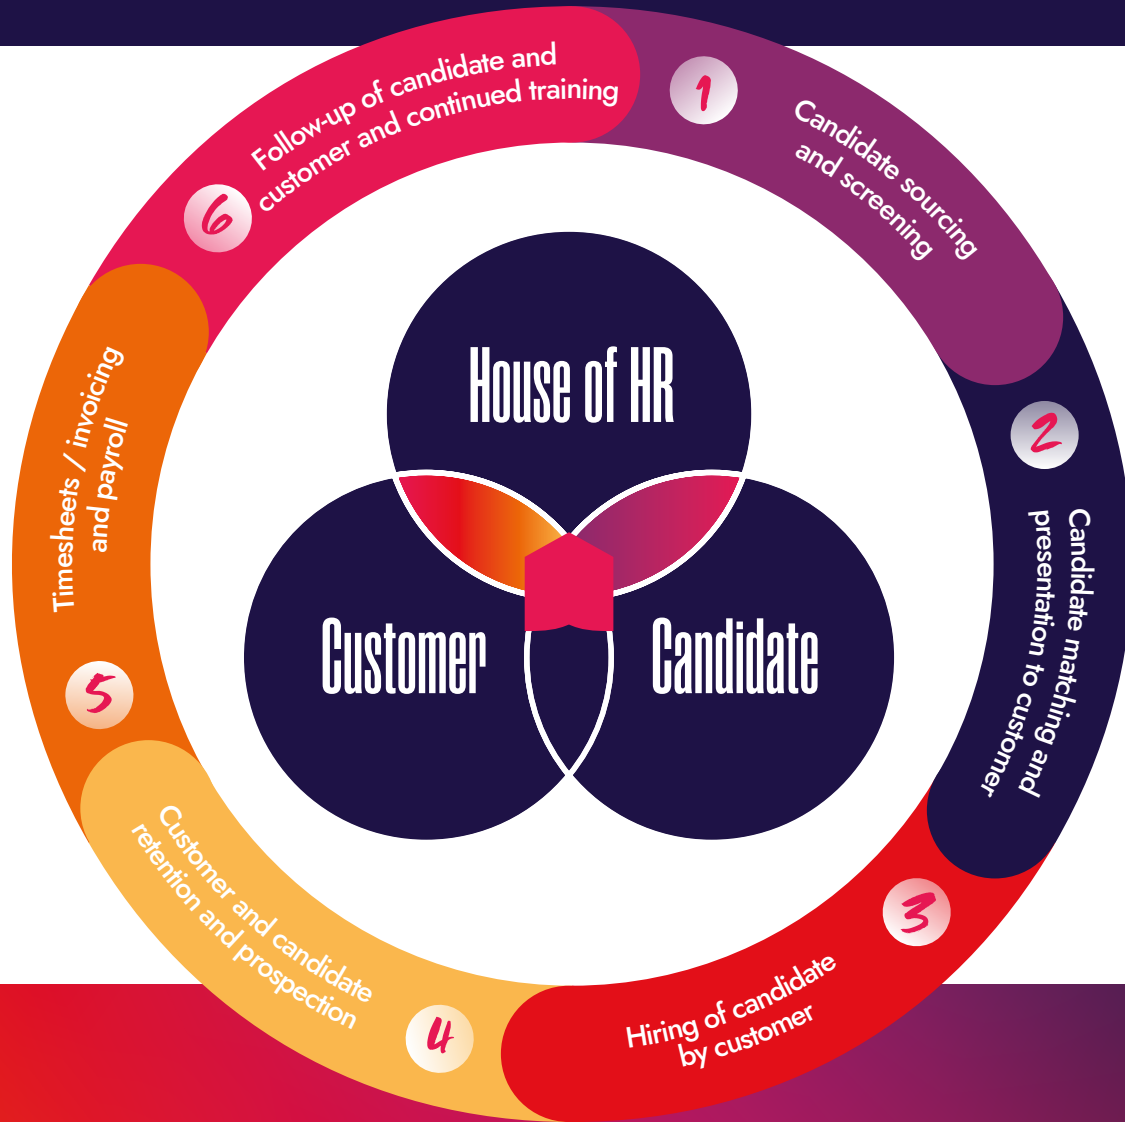 1
Candidate sourcing
and screening
2
Candidate matching and
presentation to customer
3
Hiring of candidate
by customer
4
Customer and candidate
retention and prospection
5
Timesheets / invoicing
and payroll
6
Follow-up of candidate and
customer and continued training
House of HR
Customer
Candidate